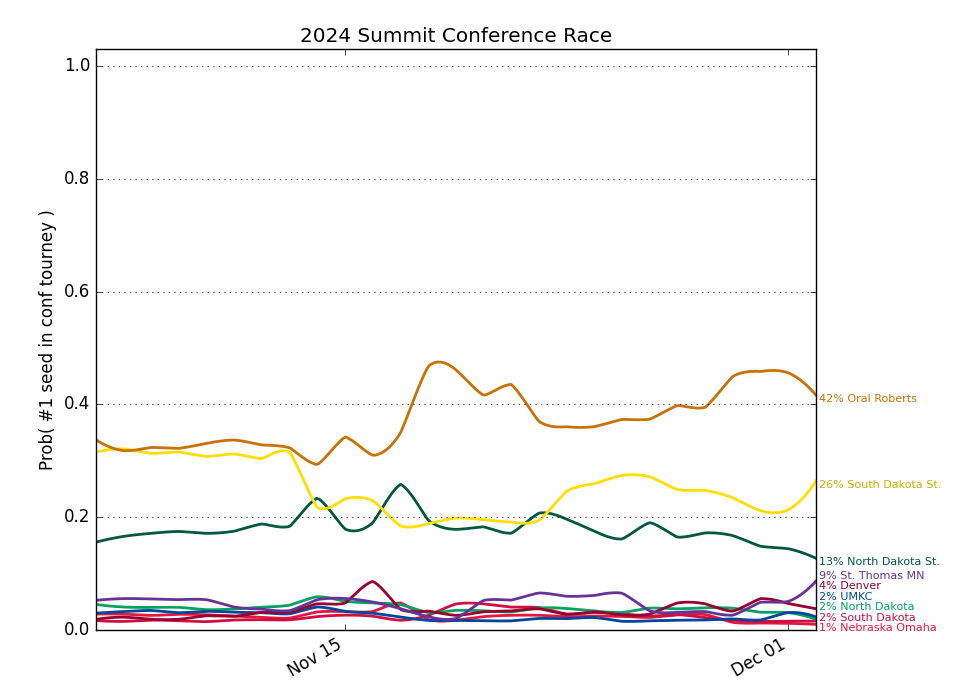 2024 Summit Conference Race
Prob( #1 seed in conf tourney )
1.0
0.8
0.6
0.4
0.2
0.0
Nov 15
Dec 01
42% Oral Roberts
26% South Dakota St.
13% North Dakota St.
9% St. Thomas MN
4% Denver
2% UMKC
2% North Dakota
2% South Dakota
1% Nebraska Omaha